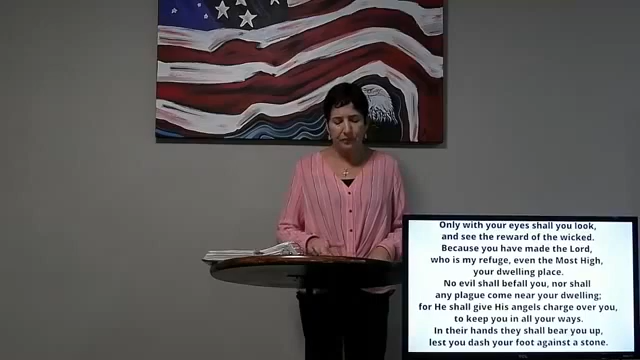 Only with your eyes shall you look,
and see the reward of the wicked.
Because you have made the Lord,
who is my refuge, even the Most High,
your dwelling place.
No evil shall befall you, nor shall
any plague come near your dwelling;
for He shall give His angels charge over you,
to keep you in all your ways.
In their hands they shall bear you up,
lest you dash your foot against a stone.